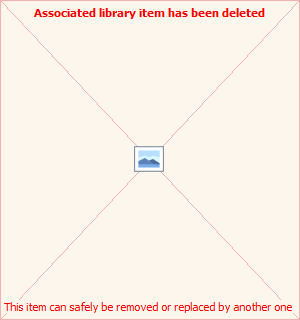 Associated library item has been deleted
This item can safely be removed or replaced by another one